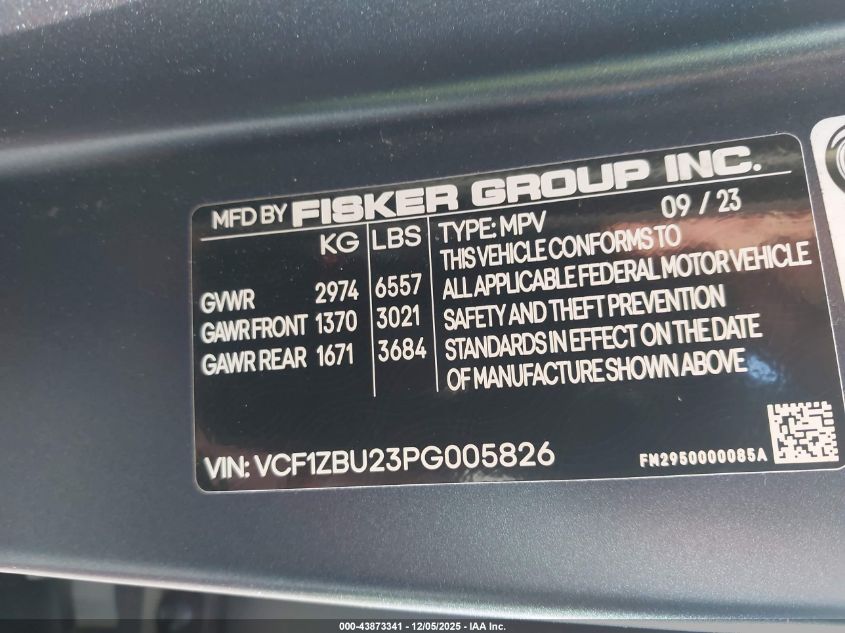 MFD BY FISKER GROUP INC.
09 / 23
KG LBS
TYPE: MPV
THIS VEHICLE CONFORMS TO
ALL APPLICABLE FEDERAL MOTOR VEHICLE
SAFETY AND THEFT PREVENTION
STANDARDS IN EFFECT ON THE DATE
OF MANUFACTURE SHOWN ABOVE
GVWR 2974 6557
GAWR FRONT 1370 3021
GAWR REAR 1671 3684
VIN: VCF1ZBU23PG005826
FM2950000085A
000-43873341 - 12/05/2025 - IAA Inc.